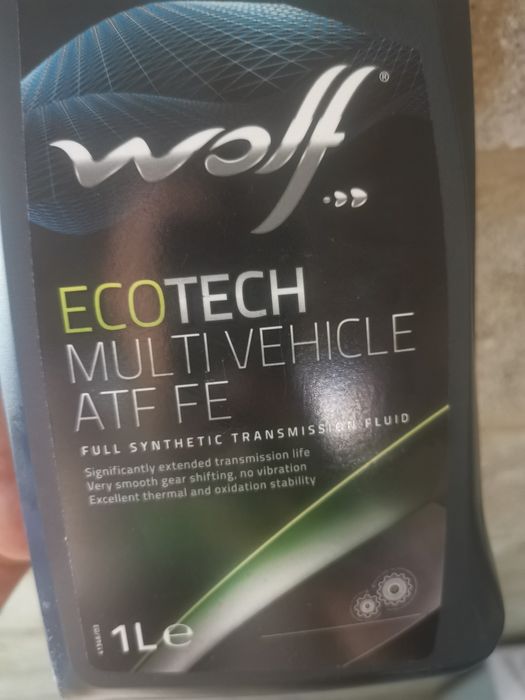 wolf®
ECOTECH
MULTI VEHICLE
ATF FE
FULL SYNTHETIC TRANSMISSION FLUID
Significantly extended transmission life
Very smooth gear shifting, no vibration
Excellent thermal and oxidation stability
1L e